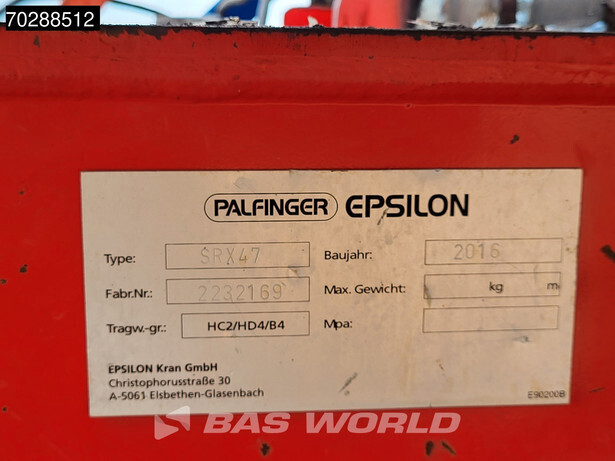 70288512
PALFINGER EPSILON
Type: SRX47 Baujahr: 2016
Fabr.Nr.: 2232169 Max. Gewicht: kg m
Tragw.-gr.: HC2/HD4/B4 Mpa:
EPSILON Kran GmbH
Christophorusstraße 30
A-5061 Elsbethen-Glasenbach
E90200B
BAS WORLD